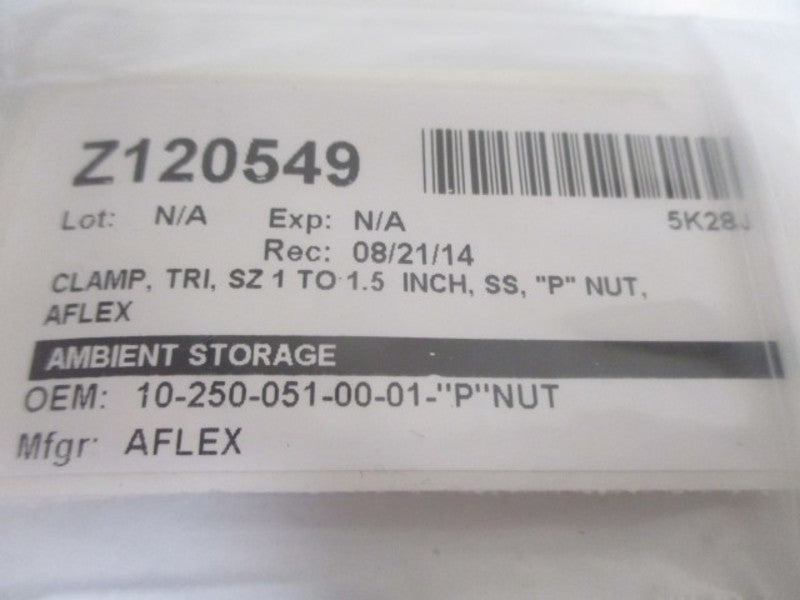 Z120549
Lot: N/A Exp: N/A 5K28J
Rec: 08/21/14
CLAMP, TRI, SZ 1 TO 1.5 INCH, SS, "P" NUT,
AFLEX
AMBIENT STORAGE
OEM: 10-250-051-00-01-"P"NUT
Mfgr: AFLEX